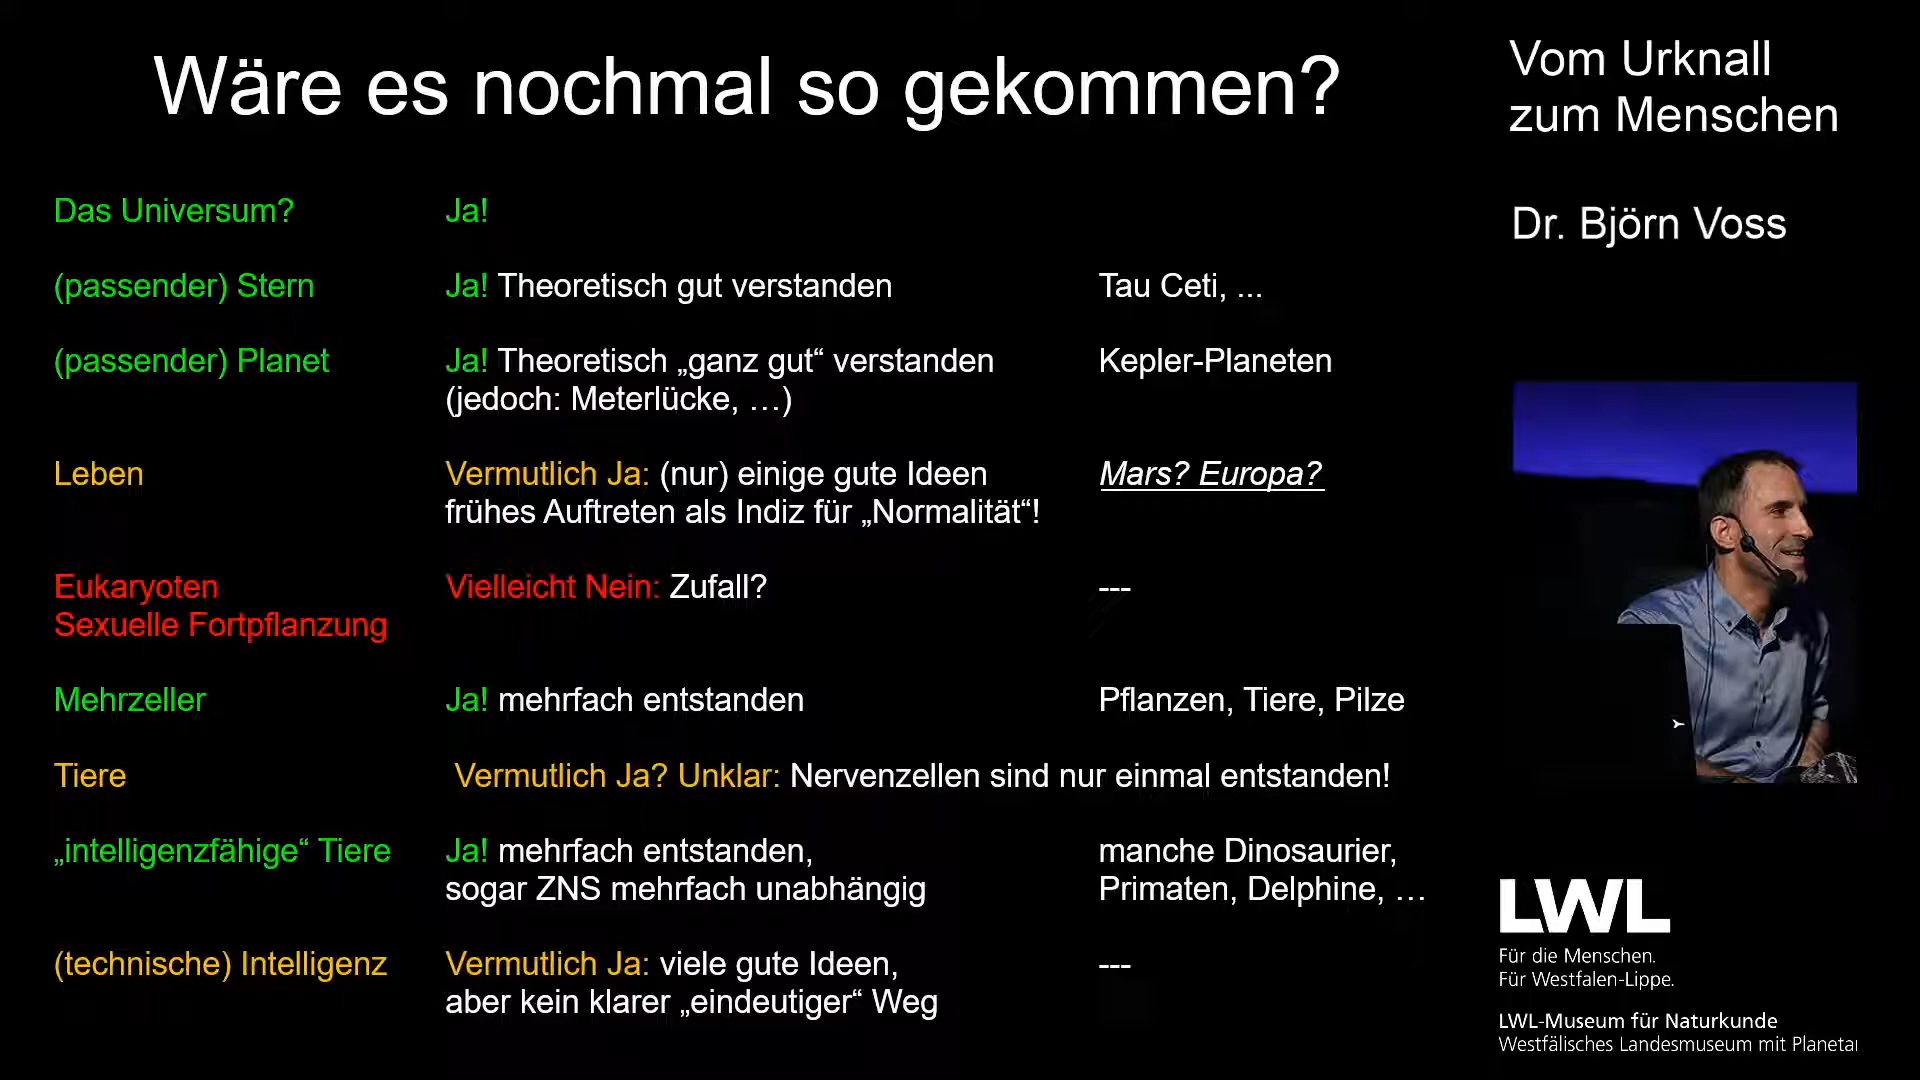 Wäre es nochmal so gekommen?
Vom Urknall
zum Menschen
Dr. Björn Voss
Das Universum? Ja!
(passender) Stern Ja! Theoretisch gut verstanden Tau Ceti, ...
(passender) Planet Ja! Theoretisch „ganz gut“ verstanden Kepler-Planeten
(jedoch: Meterlücke, …)
Leben Vermutlich Ja: (nur) einige gute Ideen Mars? Europa?
frühes Auftreten als Indiz für „Normalität“!
Eukaryoten Vielleicht Nein: Zufall? ---
Sexuelle Fortpflanzung
Mehrzeller Ja! mehrfach entstanden Pflanzen, Tiere, Pilze
Tiere Vermutlich Ja? Unklar: Nervenzellen sind nur einmal entstanden!
„intelligenzfähige“ Tiere Ja! mehrfach entstanden, manche Dinosaurier,
sogar ZNS mehrfach unabhängig Primaten, Delphine, …
(technische) Intelligenz Vermutlich Ja: viele gute Ideen, ---
aber kein klarer „eindeutiger“ Weg
LWL
Für die Menschen.
Für Westfalen-Lippe.
LWL-Museum für Naturkunde
Westfälisches Landesmuseum mit Planetar